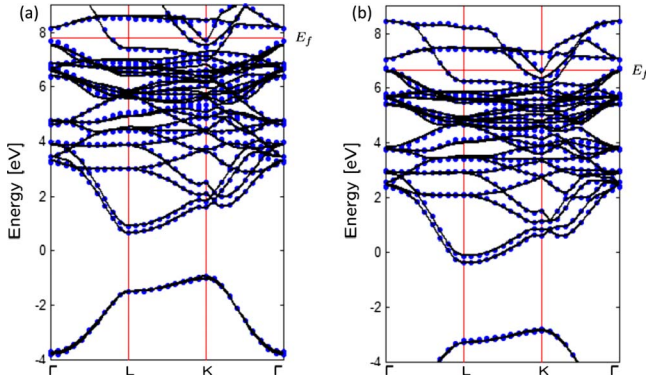 (a)
8
6
4
2
0
-2
-4
Energy [eV]
E_f
Γ L K Γ
(b)
8
6
4
2
0
-2
-4
Energy [eV]
E_f
Γ L K Γ